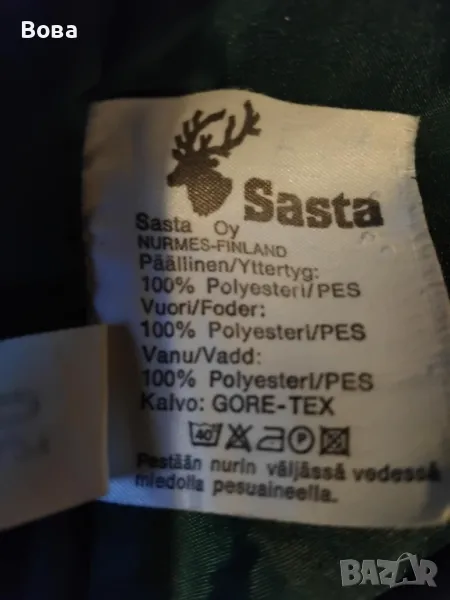 Вова
Sasta
Sasta Oy
NURMES-FINLAND
Päällinen/Yttertyg:
100% Polyesteri/PES
Vuori/Foder:
100% Polyesteri/PES
Vanu/Vadd:
100% Polyesteri/PES
Kalvo: GORE-TEX
40 P
Pestään nurin väljässä vedessä
miedolla pesuaineella.
BAZAR